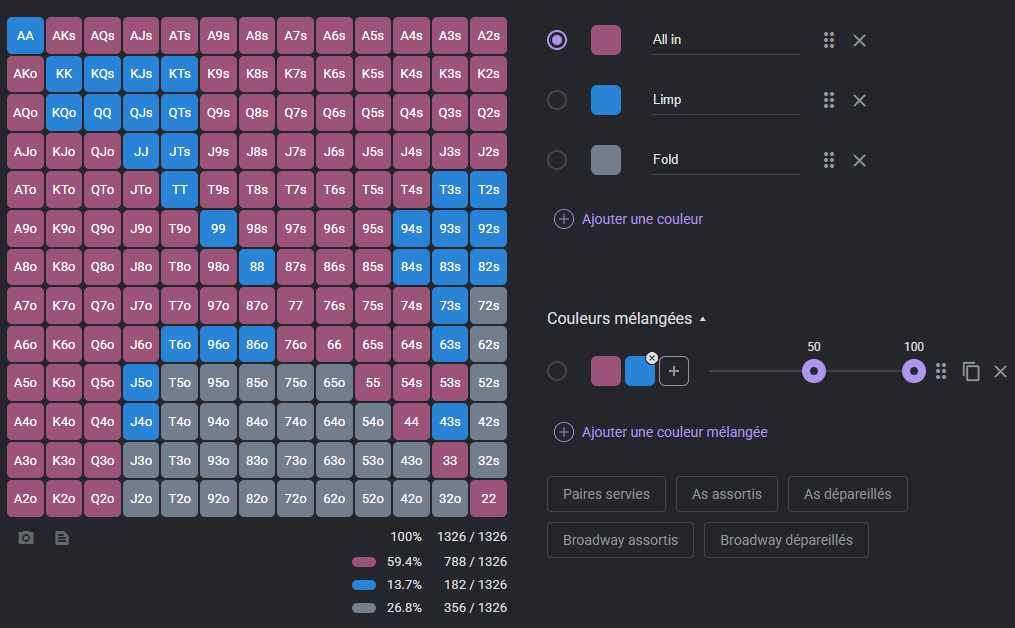 AA AKs AQs AJs ATs A9s A8s A7s A6s A5s A4s A3s A2s
AKo KK KQs KJs KTs K9s K8s K7s K6s K5s K4s K3s K2s
AQo KQo QQ QJs QTs Q9s Q8s Q7s Q6s Q5s Q4s Q3s Q2s
AJo KJo QJo JJ JTs J9s J8s J7s J6s J5s J4s J3s J2s
ATo KTo QTo JTo TT T9s T8s T7s T6s T5s T4s T3s T2s
A9o K9o Q9o J9o T9o 99 98s 97s 96s 95s 94s 93s 92s
A8o K8o Q8o J8o T8o 98o 88 87s 86s 85s 84s 83s 82s
A7o K7o Q7o J7o T7o 97o 87o 77 76s 75s 74s 73s 72s
A6o K6o Q6o J6o T6o 96o 86o 76o 66 65s 64s 63s 62s
A5o K5o Q5o J5o T5o 95o 85o 75o 65o 55 54s 53s 52s
A4o K4o Q4o J4o T4o 94o 84o 74o 64o 54o 44 43s 42s
A3o K3o Q3o J3o T3o 93o 83o 73o 63o 53o 43o 33 32s
A2o K2o Q2o J2o T2o 92o 82o 72o 62o 52o 42o 32o 22
100% 1326 / 1326
59.4% 788 / 1326
13.7% 182 / 1326
26.8% 356 / 1326
All in
Limp
Fold
Ajouter une couleur
Couleurs mélangées
50 100
Ajouter une couleur mélangée
Paires servies As assortis As dépareillés
Broadway assortis Broadway dépareillés